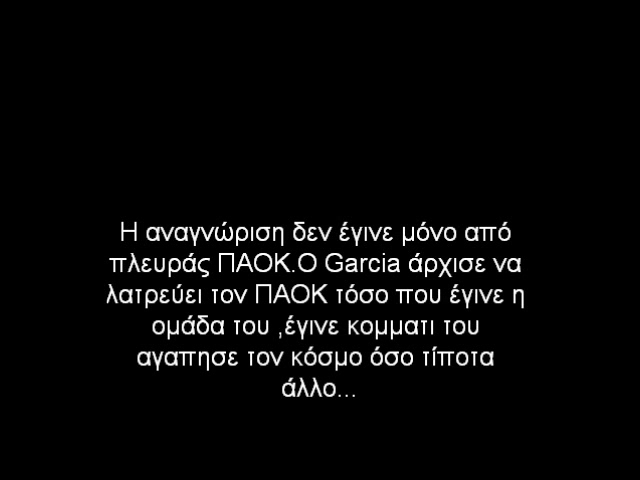 Η αναγνώριση δεν έγινε μόνο από
πλευράς ΠΑΟΚ.Ο Garcia άρχισε να
λατρεύει τον ΠΑΟΚ τόσο που έγινε η
ομάδα του ,έγινε κομματι του
αγαπησε τον κόσμο όσο τίποτα
άλλο...